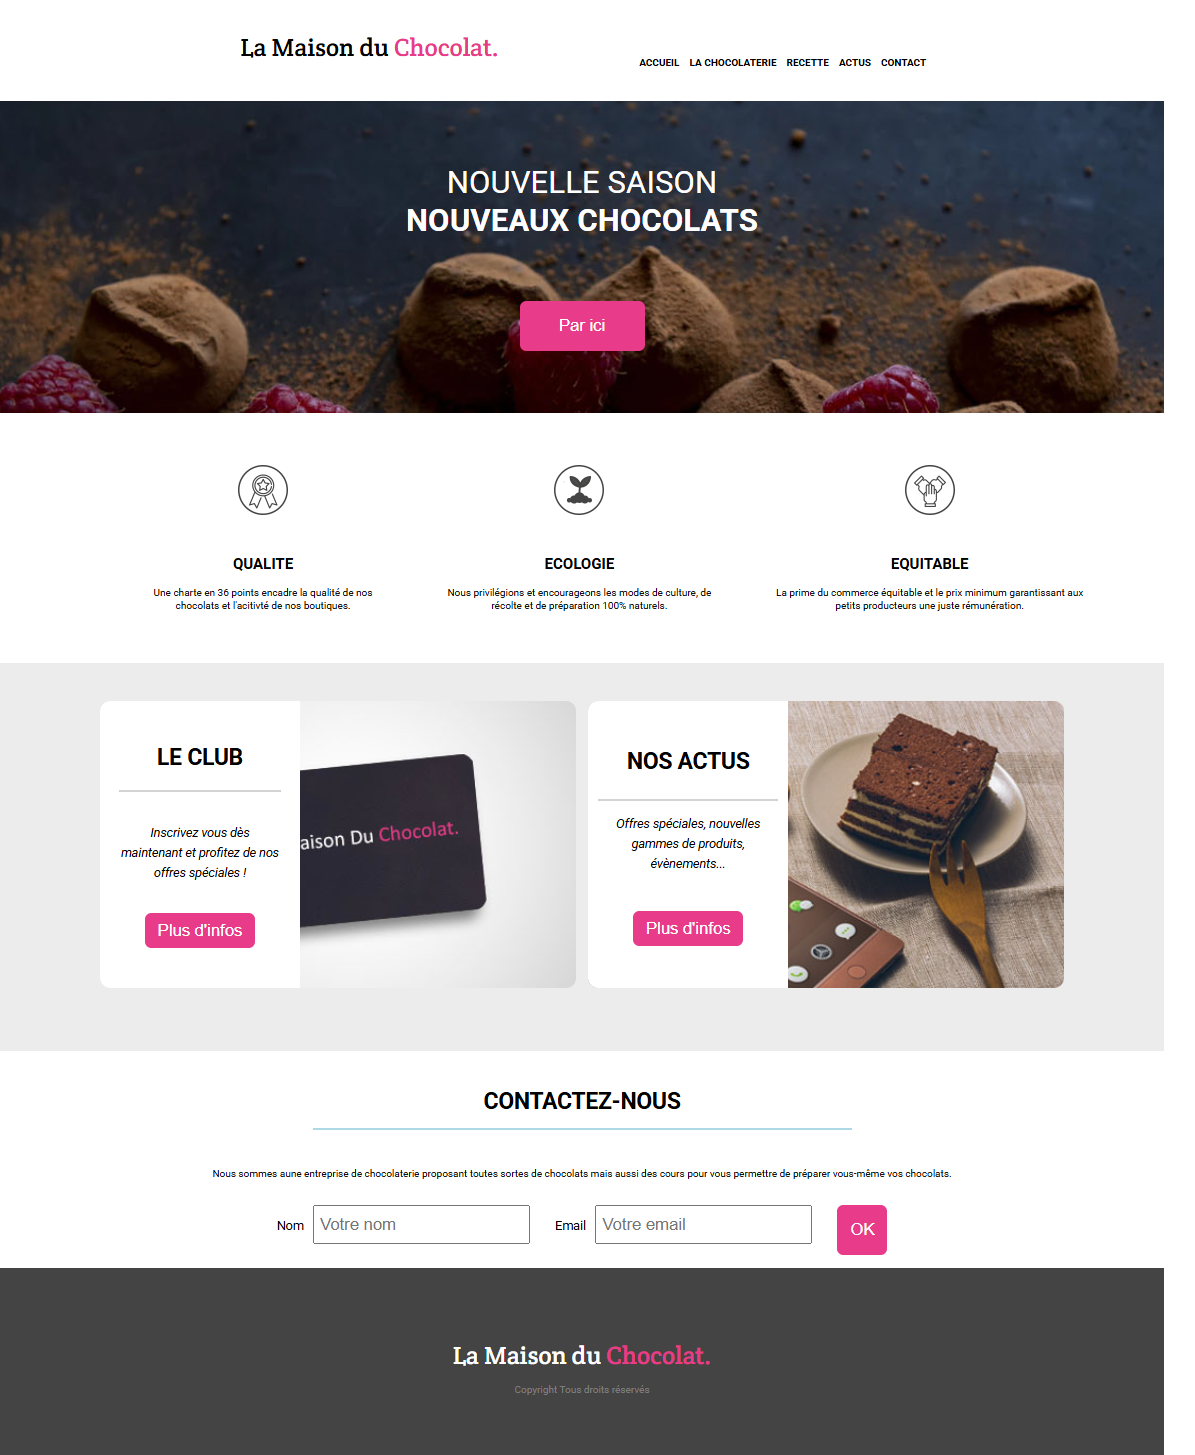 La Maison du Chocolat.
ACCUEIL LA CHOCOLATERIE RECETTE ACTUS CONTACT
NOUVELLE SAISON
NOUVEAUX CHOCOLATS
Par ici
QUALITE
Une charte en 36 points encadre la qualité de nos
chocolats et l'acitivté de nos boutiques.
ECOLOGIE
Nous privilégions et encourageons les modes de culture, de
récolte et de préparation 100% naturels.
EQUITABLE
La prime du commerce équitable et le prix minimum garantissant aux
petits producteurs une juste rémunération.
LE CLUB
Inscrivez vous dès
maintenant et profitez de nos
offres spéciales !
Plus d'infos
aison Du Chocolat.
NOS ACTUS
Offres spéciales, nouvelles
gammes de produits,
évènements...
Plus d'infos
CONTACTEZ-NOUS
Nous sommes aune entreprise de chocolaterie proposant toutes sortes de chocolats mais aussi des cours pour vous permettre de préparer vous-même vos chocolats.
Nom Votre nom Email Votre email OK
La Maison du Chocolat.
Copyright Tous droits réservés